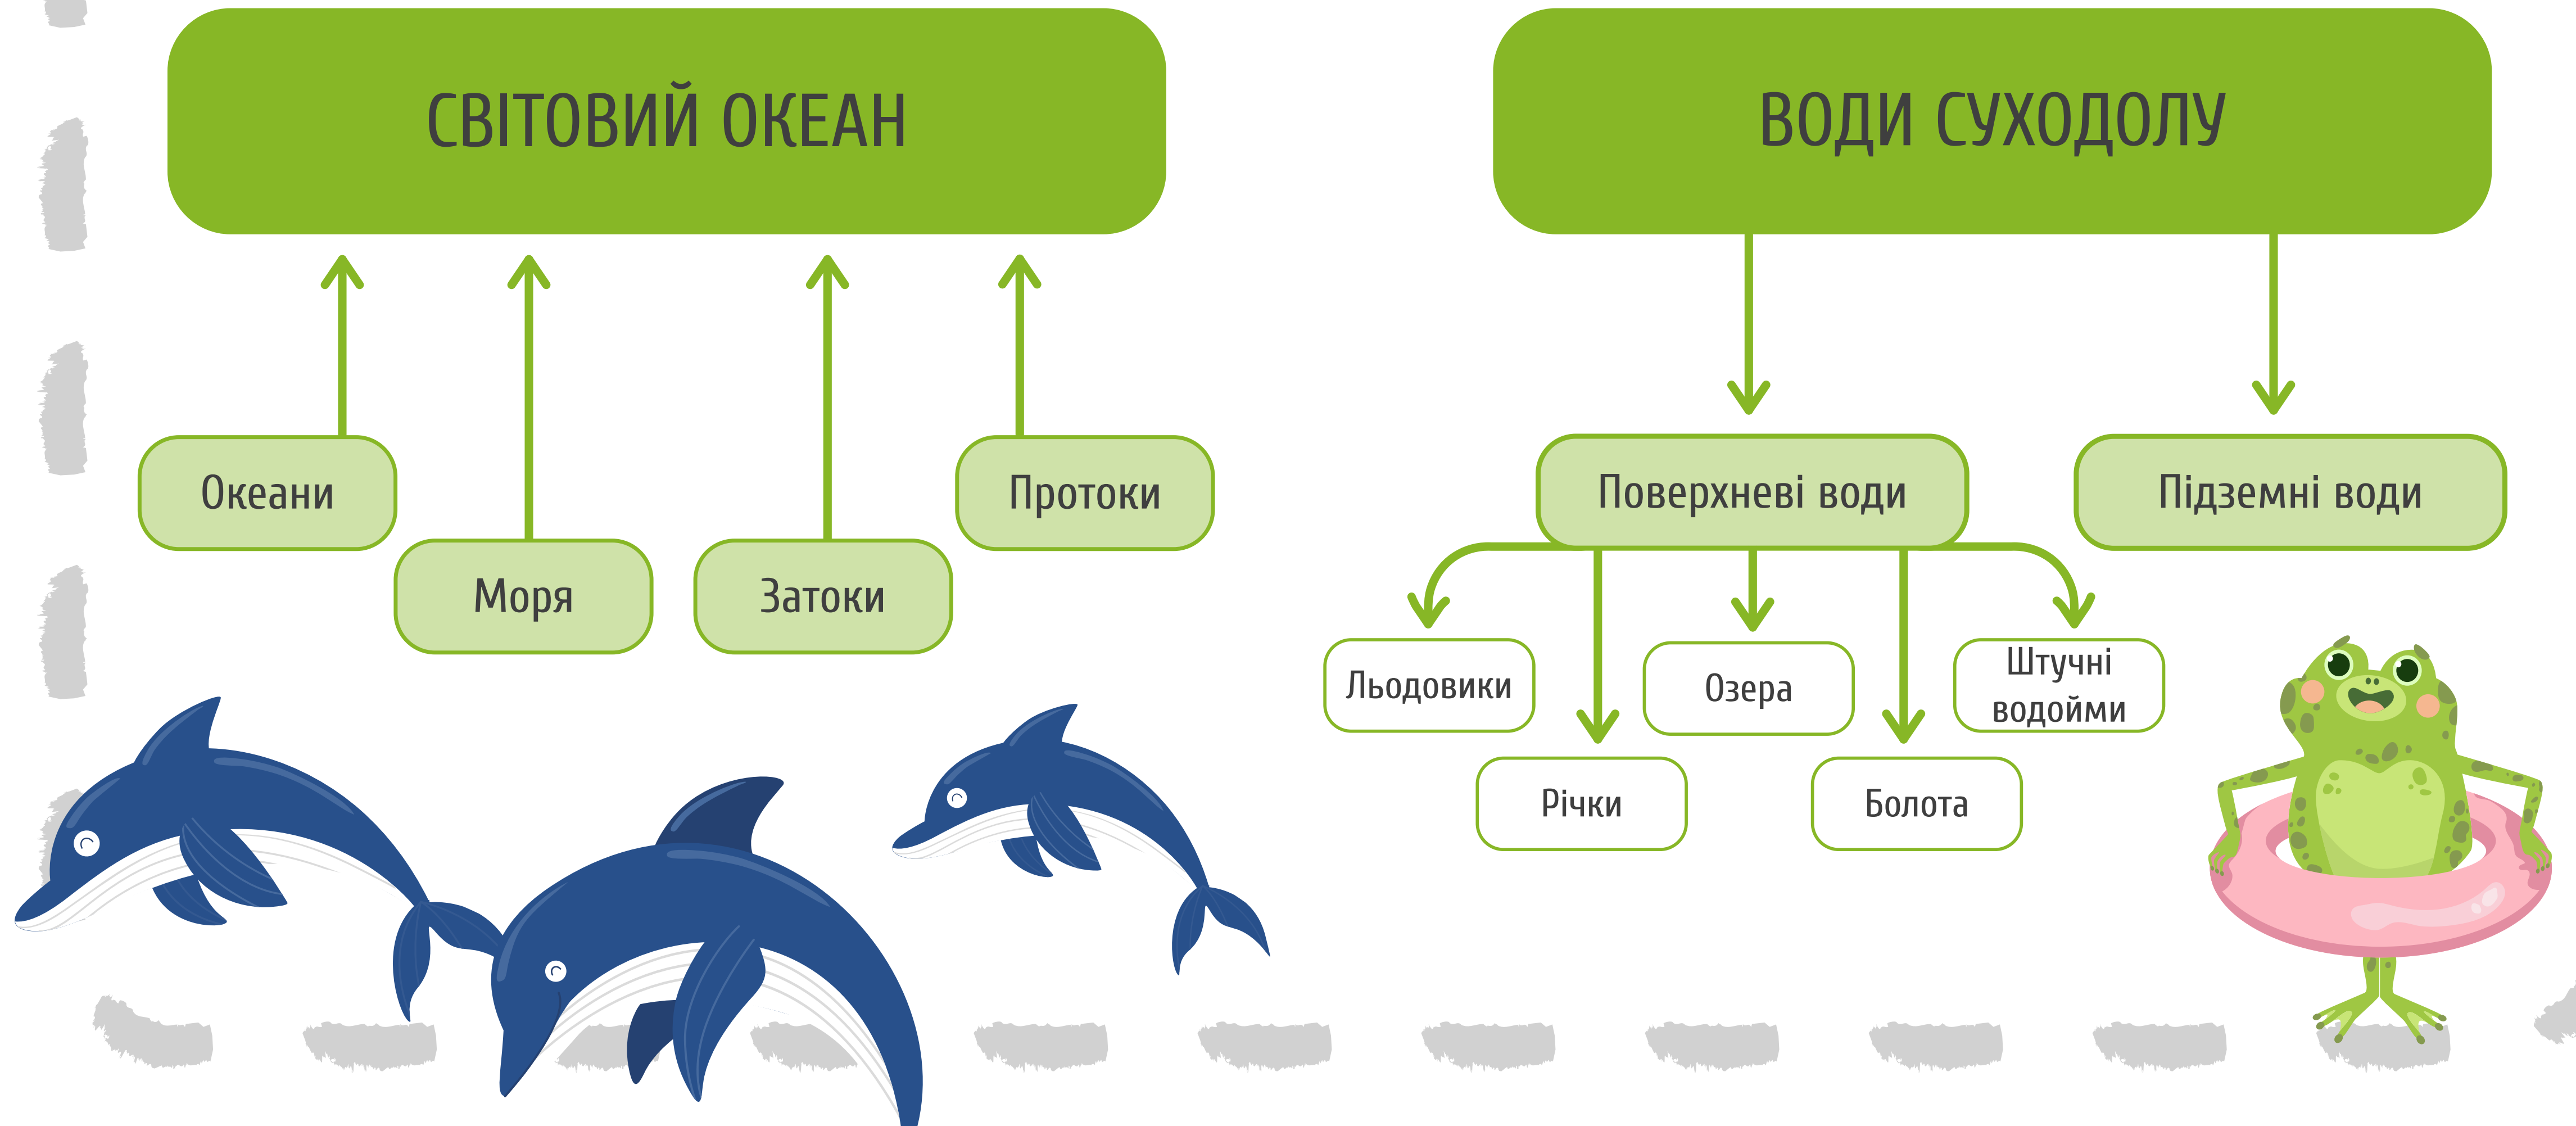 СВІТОВИЙ ОКЕАН
Океани
Моря
Затоки
Протоки
ВОДИ СУХОДОЛУ
Поверхневі води
Підземні води
Льодовики
Річки
Озера
Болота
Штучні
водойми